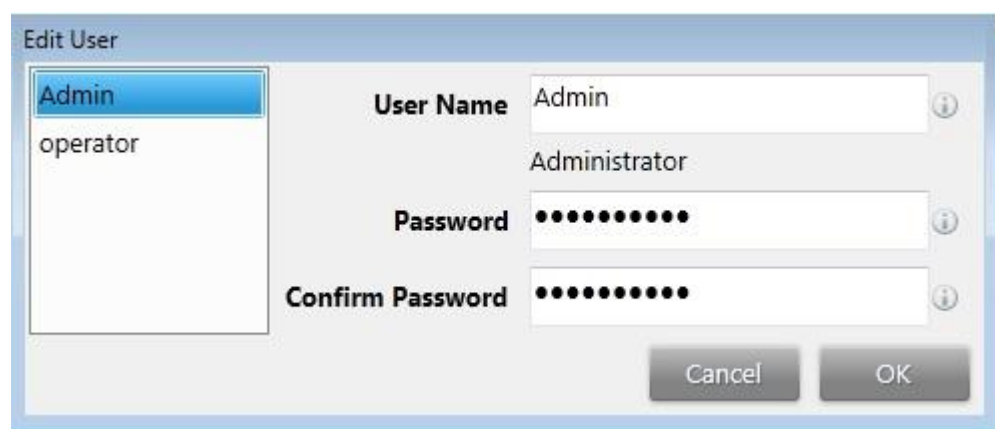 Edit User
Admin
operator
User Name
Admin
Administrator
Password
●●●●●●●●●●
Confirm Password
●●●●●●●●●●
Cancel
OK